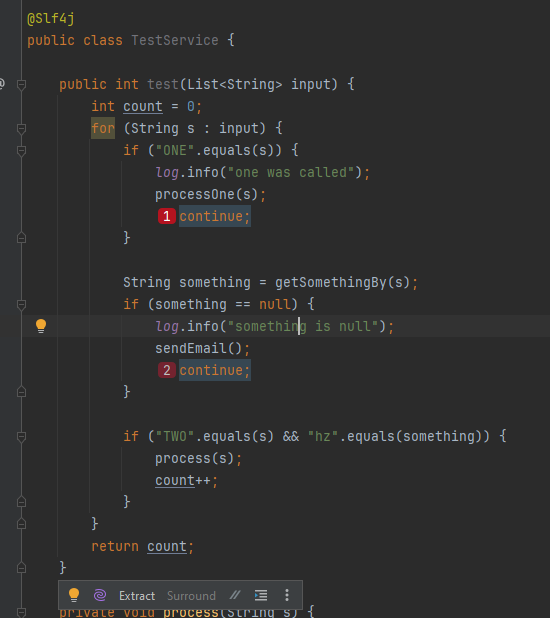 @Slf4j
public class TestService {
public int test(List<String> input) {
int count = 0;
for (String s : input) {
if ("ONE".equals(s)) {
log.info("one was called");
processOne(s);
1 continue;
}
String something = getSomethingBy(s);
if (something == null) {
log.info("something is null");
sendEmail();
2 continue;
}
if ("TWO".equals(s) && "hz".equals(something)) {
process(s);
count++;
}
}
return count;
}
Extract Surround //
private void process(String s) {